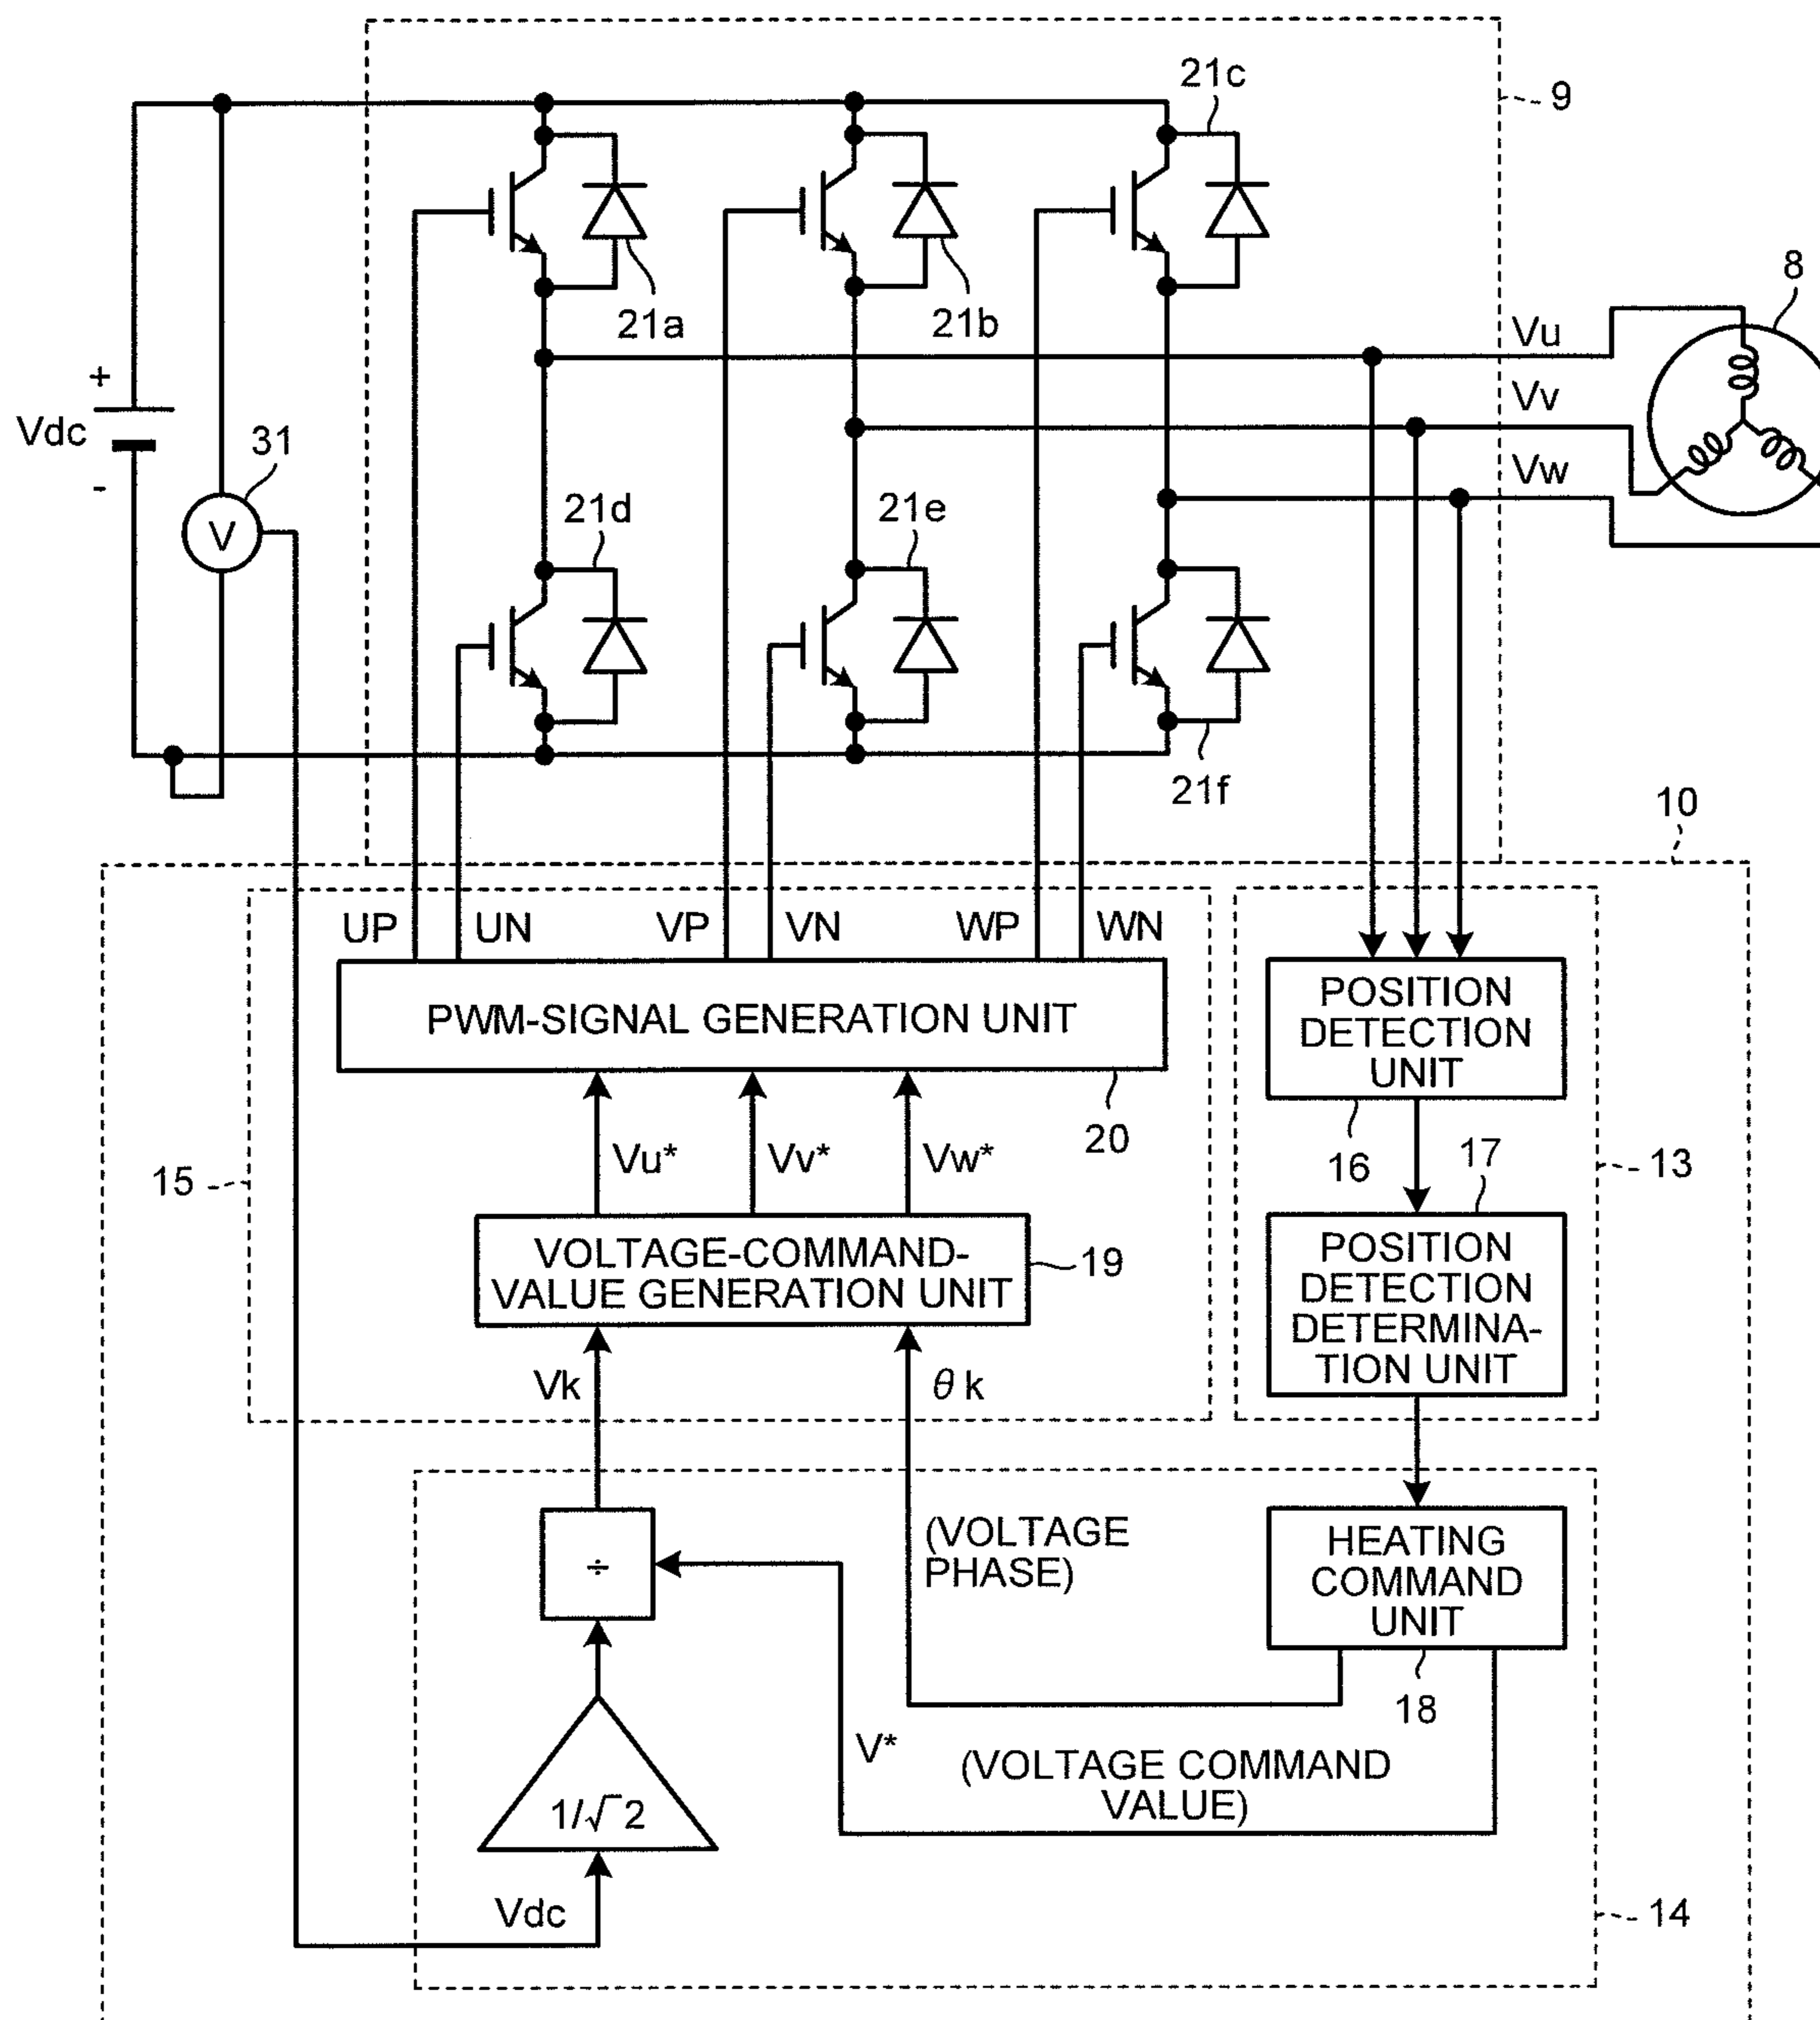 21c
9
8
21a
21b
Vu
+
Vdc
-
31
V
Vv
Vw
21d
21e
21f
10
UP
UN
VP
VN
WP
WN
PWM-SIGNAL GENERATION UNIT
20
POSITION
DETECTION
UNIT
16
15
Vu*
Vv*
Vw*
17
13
VOLTAGE-COMMAND-
VALUE GENERATION UNIT
19
POSITION
DETECTION
DETERMINA-
TION UNIT
Vk
θk
÷
(VOLTAGE
PHASE)
HEATING
COMMAND
UNIT
18
V*
(VOLTAGE COMMAND
VALUE)
1/√2
Vdc
14